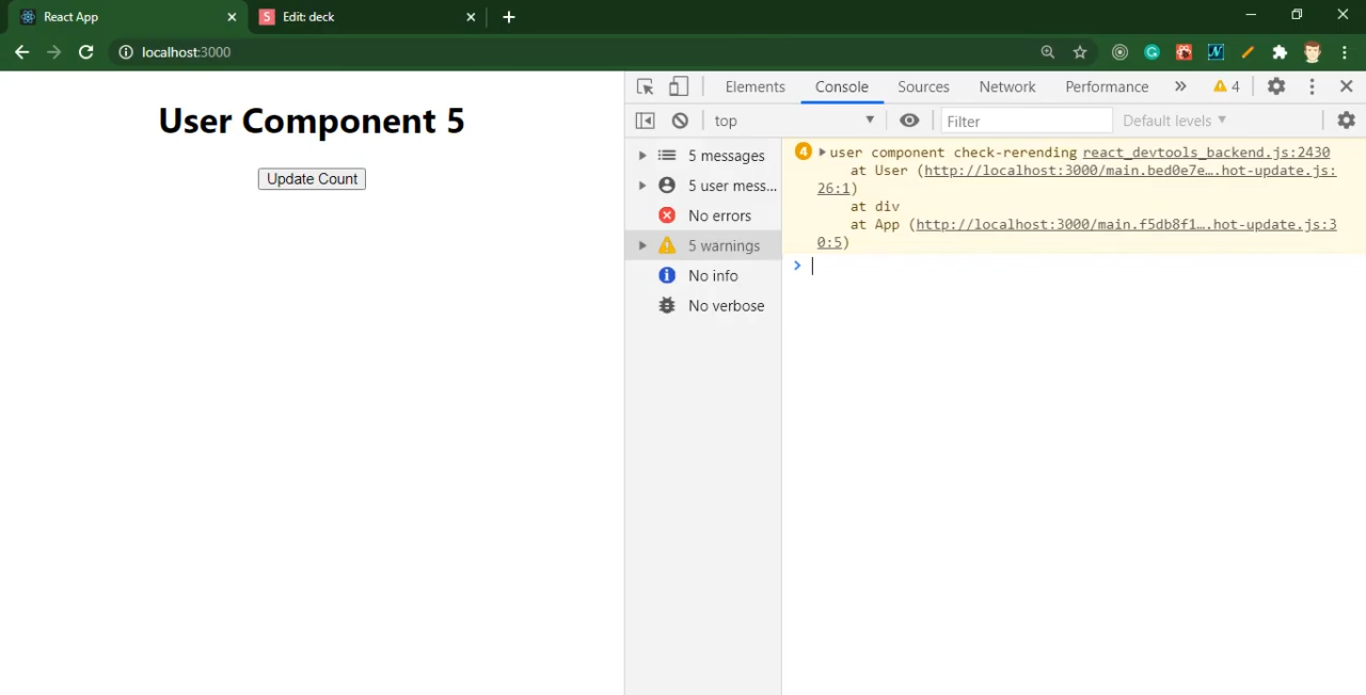 React App
S Edit: deck
localhost:3000
Elements Console Sources Network Performance 4
top Filter Default levels
User Component 5
Update Count
5 messages
5 user mess...
No errors
5 warnings
No info
No verbose
4 user component check-rerending react_devtools_backend.js:2430
at User (http://localhost:3000/main.bed0e7e….hot-update.js:
26:1)
at div
at App (http://localhost:3000/main.f5db8f1….hot-update.js:3
0:5)